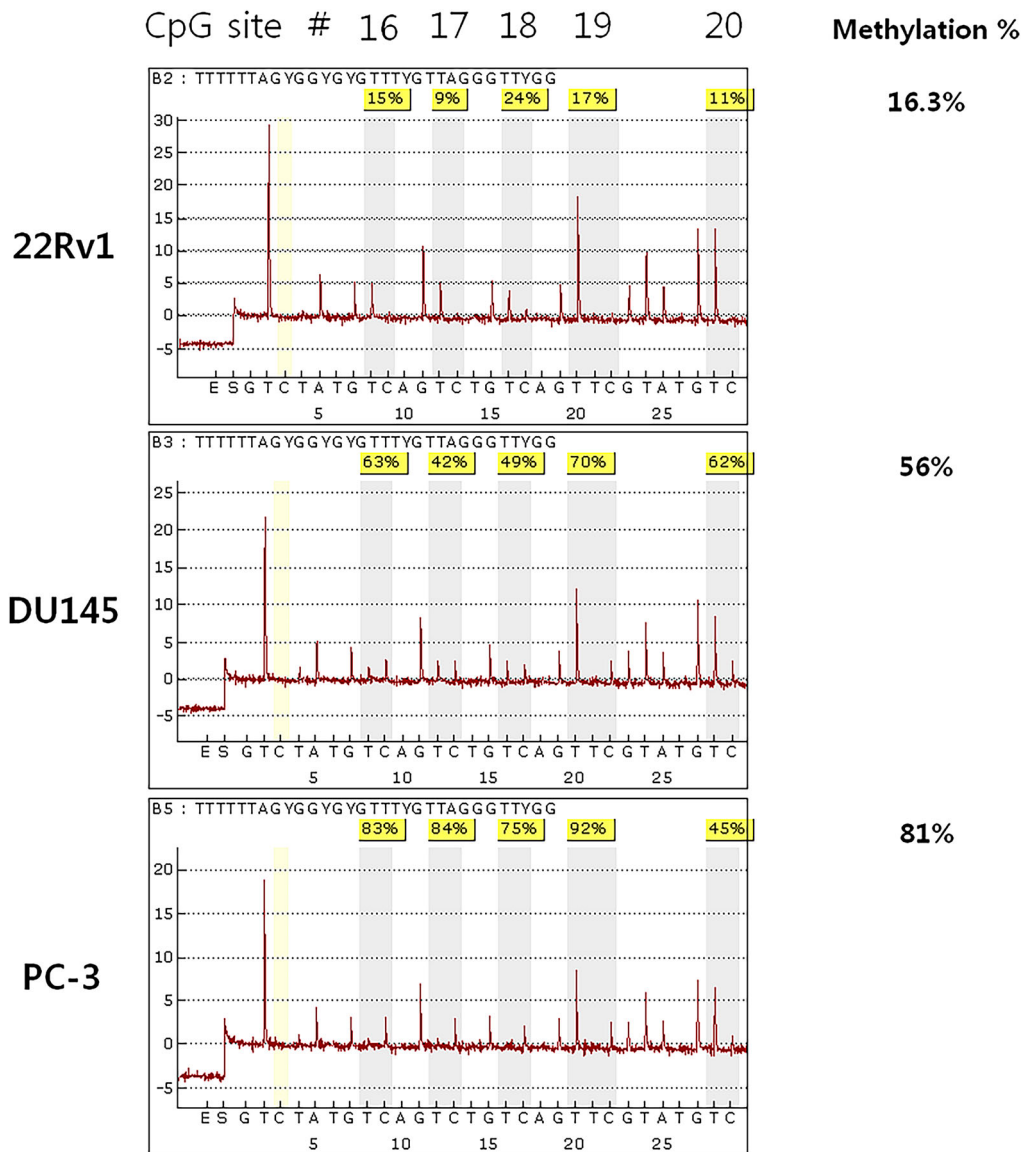 CpG site # 16 17 18 19 20 Methylation %
B2 : TTTTTTAGYGGYGYGTTTYGTTAGGGTTYGG
15% 9% 24% 17% 11% 16.3%
30
25
20
15
10
5
0
-5
22Rv1
E S G T C T A T G T C A G T C T G T C A G T T C G T A T G T C
5 10 15 20 25
B3 : TTTTTTAGYGGYGYGTTTYGTTAGGGTTYGG
63% 42% 49% 70% 62% 56%
25
20
15
10
5
0
-5
DU145
E S G T C T A T G T C A G T C T G T C A G T T C G T A T G T C
5 10 15 20 25
B5 : TTTTTTAGYGGYGYGTTTYGTTAGGGTTYGG
83% 84% 75% 92% 45% 81%
20
15
10
5
0
-5
PC-3
E S G T C T A T G T C A G T C T G T C A G T T C G T A T G T C
5 10 15 20 25